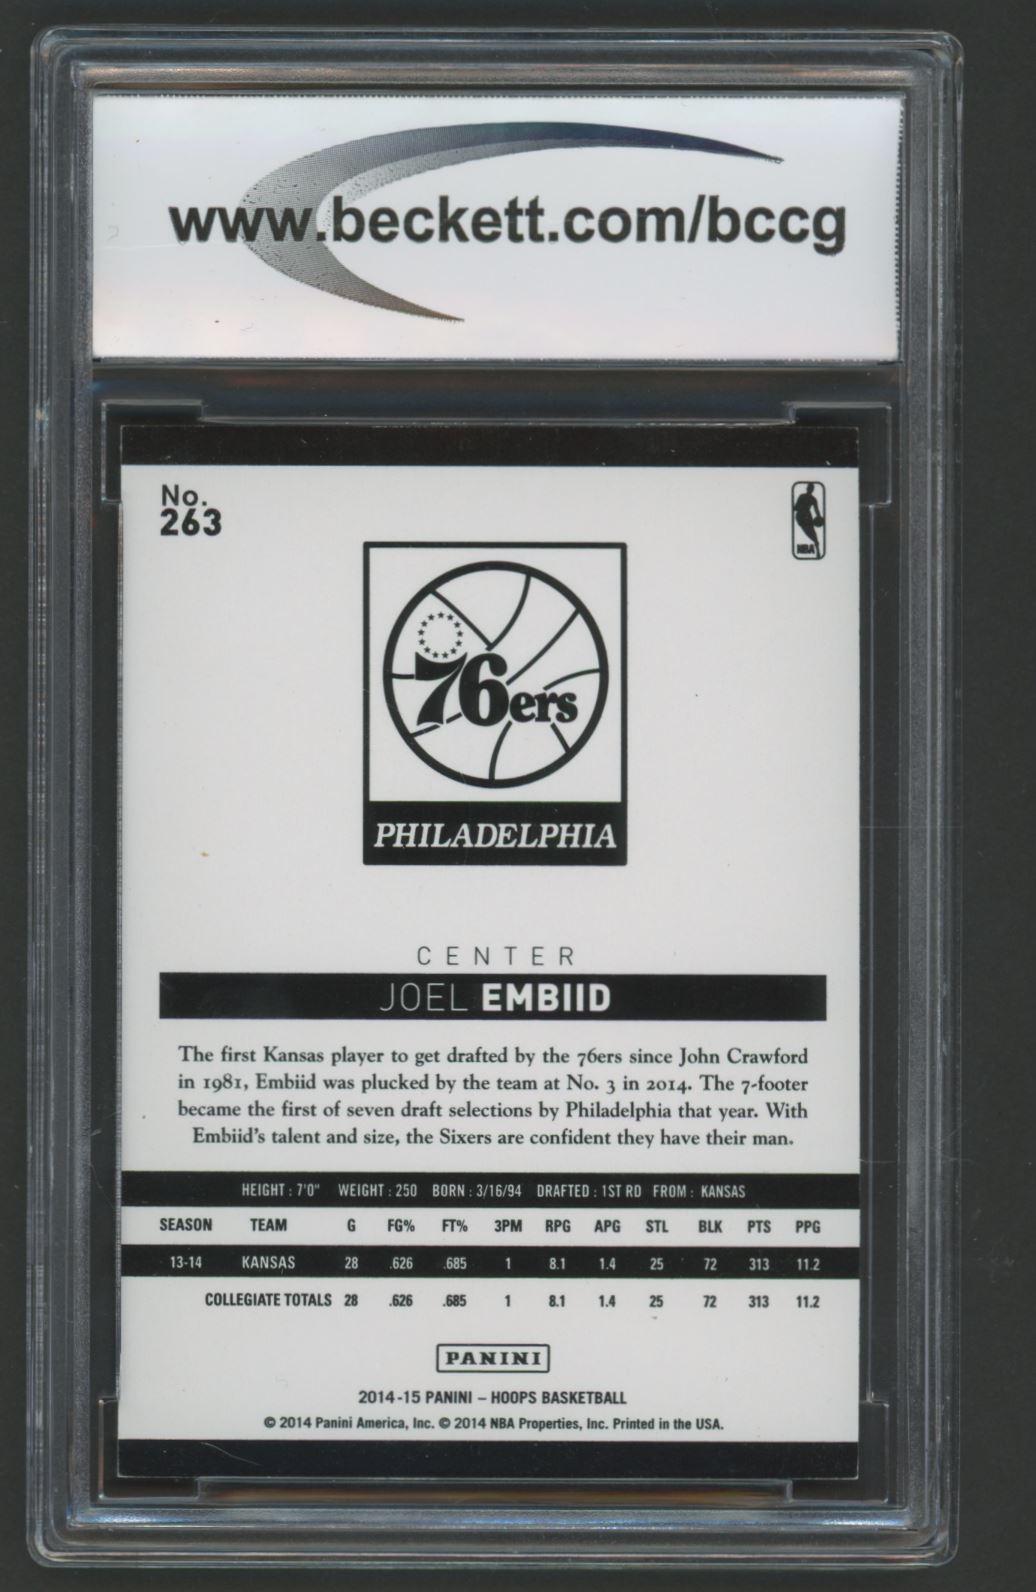 www.beckett.com/bccg
No.
263
NBA
76ers
PHILADELPHIA
CENTER
JOEL EMBIID
The first Kansas player to get drafted by the 76ers since John Crawford
in 1981, Embiid was plucked by the team at No. 3 in 2014. The 7-footer
became the first of seven draft selections by Philadelphia that year. With
Embiid's talent and size, the Sixers are confident they have their man.
HEIGHT : 7'0" WEIGHT : 250 BORN : 3/16/94 DRAFTED : 1ST RD FROM : KANSAS
SEASON TEAM G FG% FT% 3PM RPG APG STL BLK PTS PPG
13-14 KANSAS 28 .626 .685 1 8.1 1.4 25 72 313 11.2
COLLEGIATE TOTALS 28 .626 .685 1 8.1 1.4 25 72 313 11.2
PANINI
2014-15 PANINI – HOOPS BASKETBALL
© 2014 Panini America, Inc. © 2014 NBA Properties, Inc. Printed in the USA.